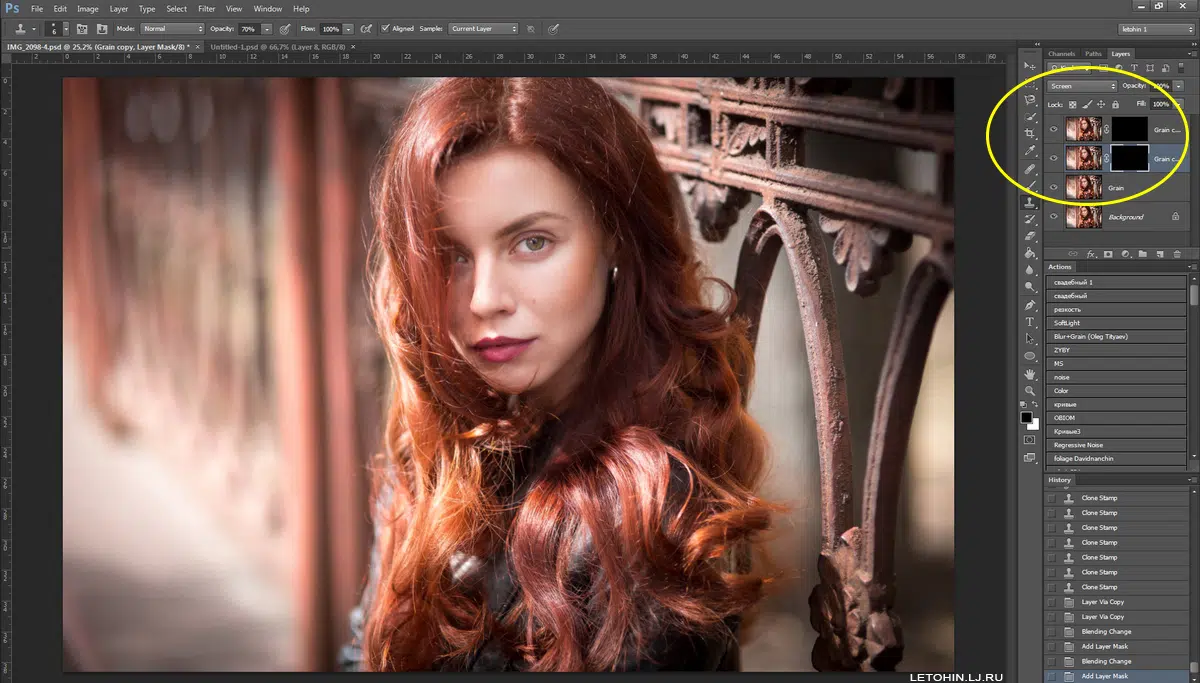 Ps File Edit Image Layer Type Select Filter View Window Help
6 Mode: Normal Opacity: 70% Flow: 100% Aligned Sample: Current Layer letohin 1
IMG_2098-4.psd @ 25,2% (Grain copy, Layer Mask/8) * × Untitled-1.psd @ 66,7% (Layer 8, RGB/8) ×
Channels Paths Layers
Screen Opacity: 100%
Lock: Fill: 100%
Grain c...
Grain c...
Grain
Background
Actions
свадебный 1
свадебный
резкость
SoftLight
Blur+Grain (Oleg Tityaev)
ZYBY
MS
noise
Color
кривые
OBIOM
Кривые3
Regressive Noise
foliage Davidnanchin
History
Clone Stamp
Clone Stamp
Clone Stamp
Clone Stamp
Clone Stamp
Clone Stamp
Clone Stamp
Layer Via Copy
Layer Via Copy
Blending Change
Add Layer Mask
Blending Change
Add Layer Mask
LETOHIN.LJ.RU